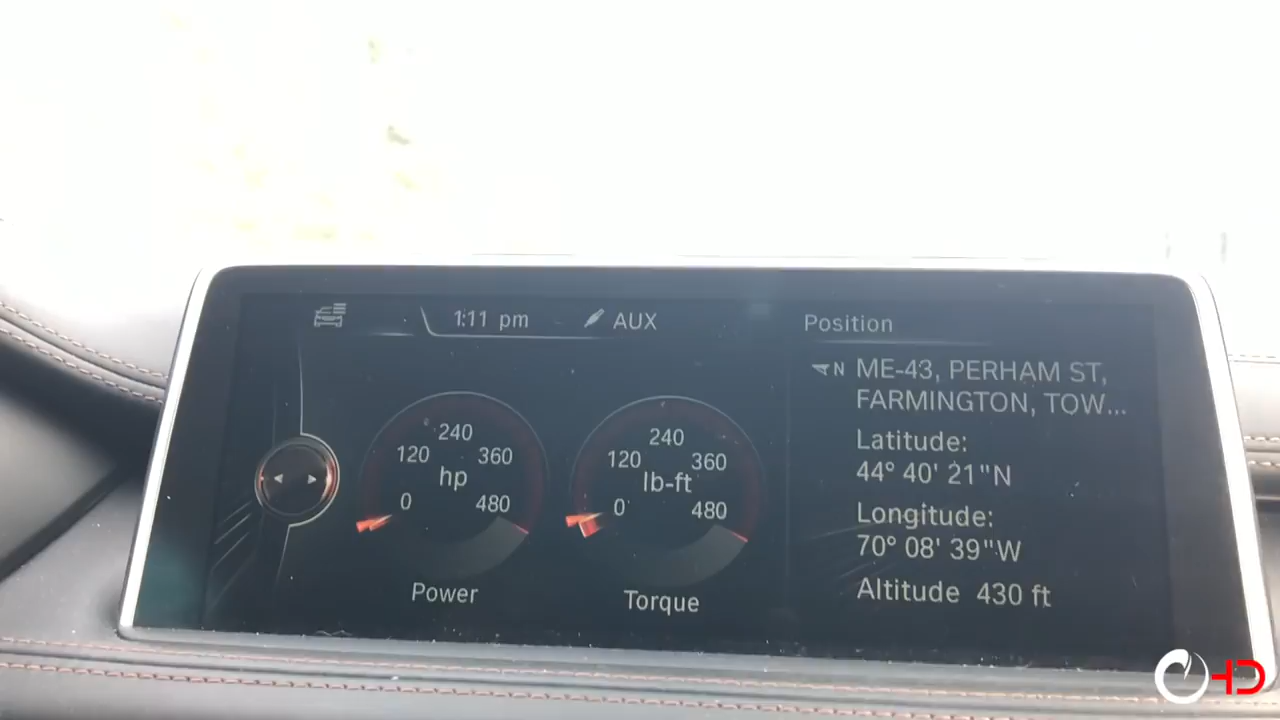 1:11 pm
AUX
Position
N ME-43, PERHAM ST,
FARMINGTON, TOW...
Latitude:
44° 40' 21"N
Longitude:
70° 08' 39"W
Altitude 430 ft
240
120 360
hp
0 480
Power
240
120 360
lb-ft
0 480
Torque
HD